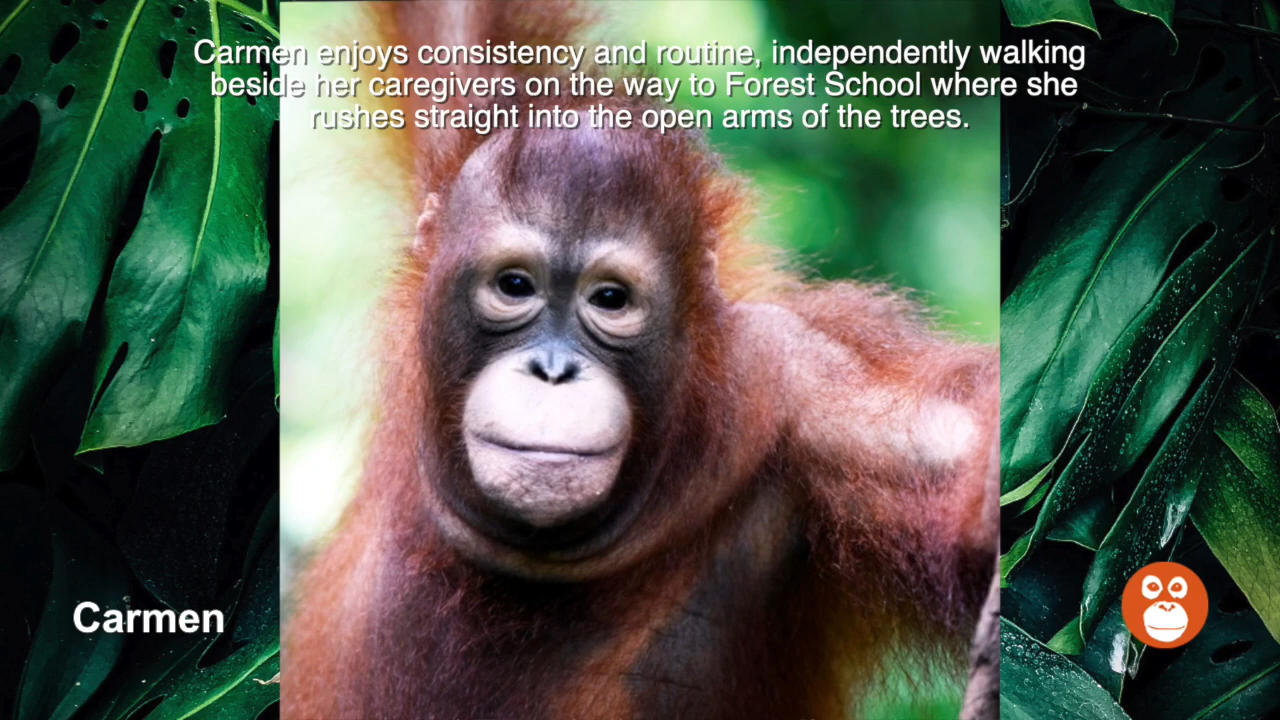 Carmen enjoys consistency and routine, independently walking
beside her caregivers on the way to Forest School where she
rushes straight into the open arms of the trees.
Carmen